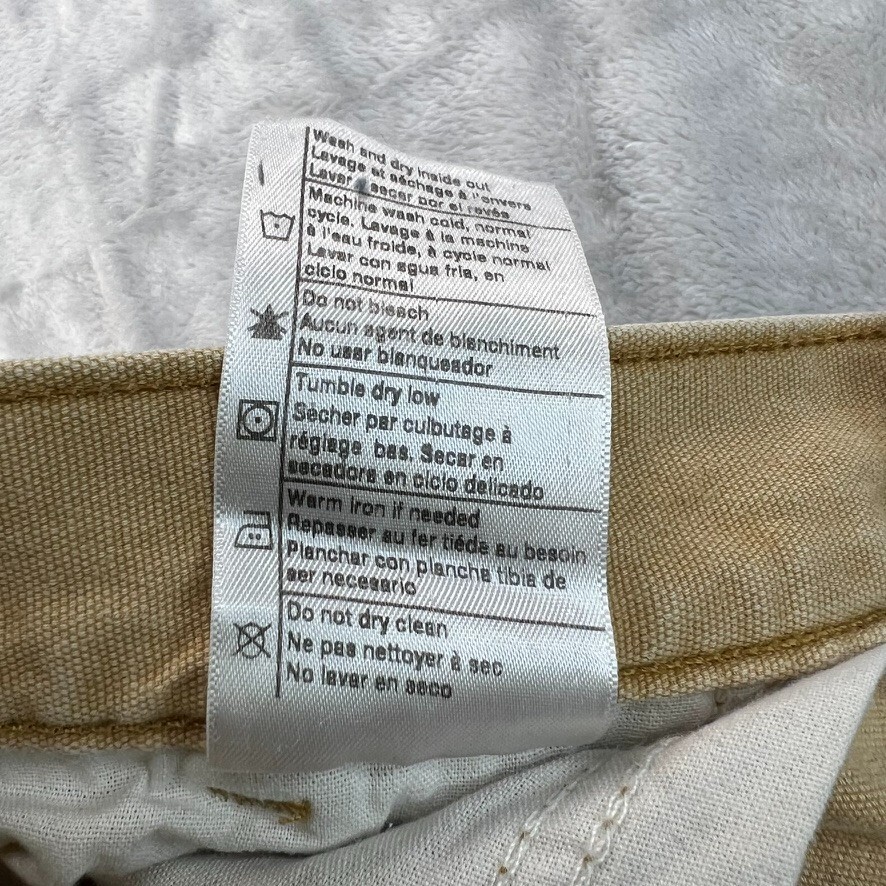 Wash and dry inside out
Lavage et séchage à l'envers
Lavar y secar por el revés
Machine wash cold, normal
cycle. Lavage à la machine
à l'eau froide, à cycle normal
Lavar con agua fria, en
ciclo normal
Do not bleach
Aucun agent de blanchiment
No usar blanqueador
Tumble dry low
Sécher par culbutage à
réglage bas. Secar en
secadora en ciclo delicado
Warm iron if needed
Repasser au fer tiéde au besoin
Planchar con plancha tibia de
ser necesario
Do not dry clean
Ne pas nettoyer à sec
No lavar en seco